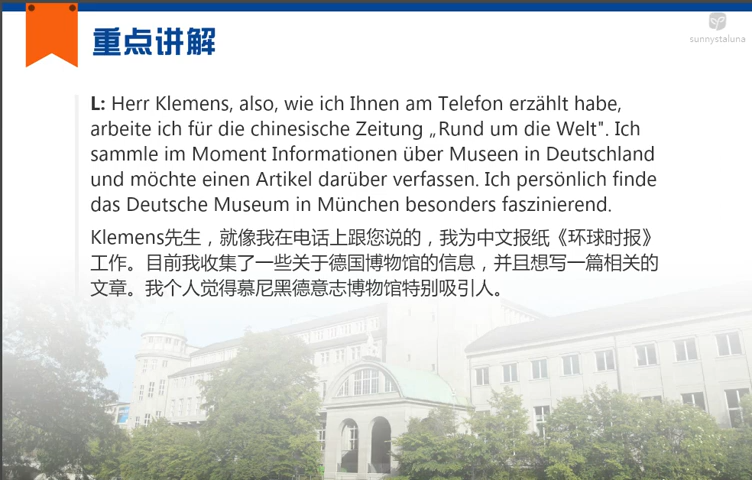 重点讲解
sunnystaluna
L: Herr Klemens, also, wie ich Ihnen am Telefon erzählt habe,
arbeite ich für die chinesische Zeitung „Rund um die Welt". Ich
sammle im Moment Informationen über Museen in Deutschland
und möchte einen Artikel darüber verfassen. Ich persönlich finde
das Deutsche Museum in München besonders faszinierend.
Klemens先生，就像我在电话上跟您说的，我为中文报纸《环球时报》
工作。目前我收集了一些关于德国博物馆的信息，并且想写一篇相关的
文章。我个人觉得慕尼黑德意志博物馆特别吸引人。